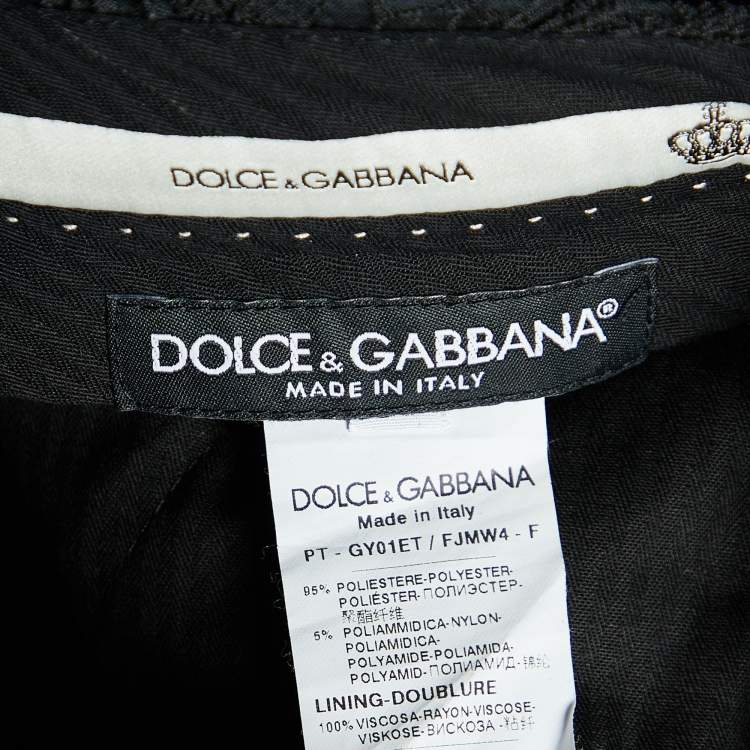 DOLCE & GABBANA
DOLCE & GABBANA®
MADE IN ITALY
DOLCE & GABBANA
Made in Italy
PT - GY01ET / FJMW4 - F
95% POLIESTERE-POLYESTER-
POLIÉSTER-ПОЛИЭСТЕР-
聚酯纤维
5% POLIAMMIDICA-NYLON-
POLIAMIDICA-
POLYAMIDE-POLIAMIDA-
POLYAMID-ПОЛИАМИД-锦纶
LINING-DOUBLURE
100% VISCOSA-RAYON-VISCOSE-
VISKOSE-ВИСКОЗА-粘纤